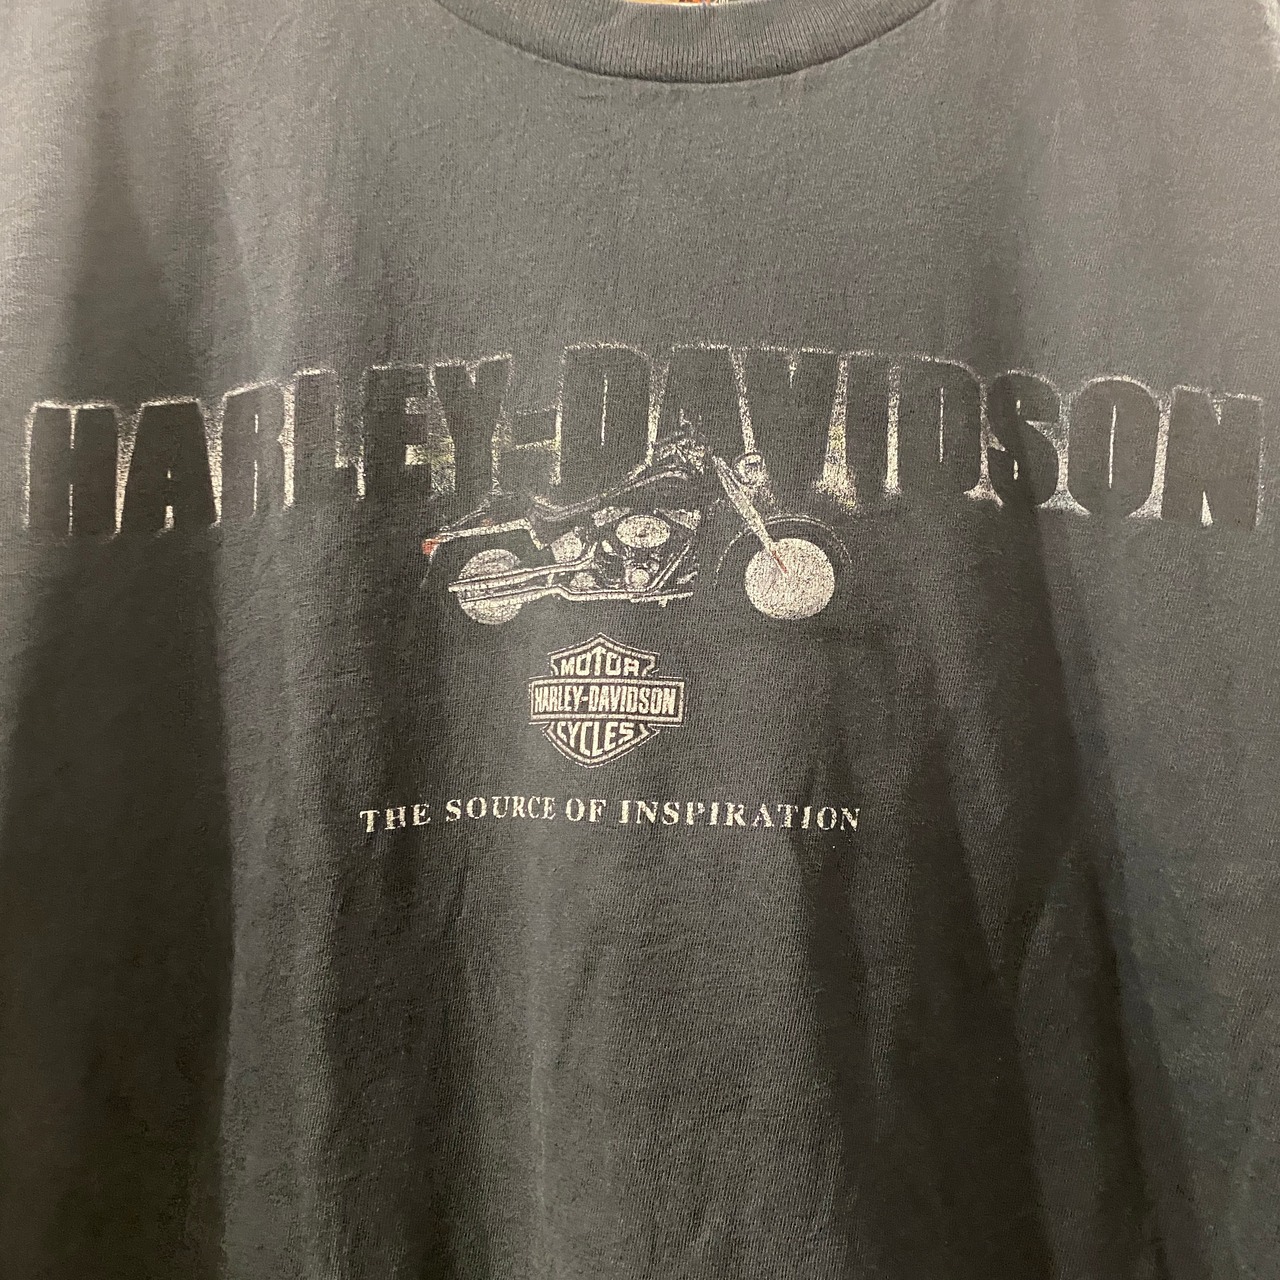 HARLEY-DAVIDSON
MOTOR
HARLEY-DAVIDSON
CYCLES
THE SOURCE OF INSPIRATION